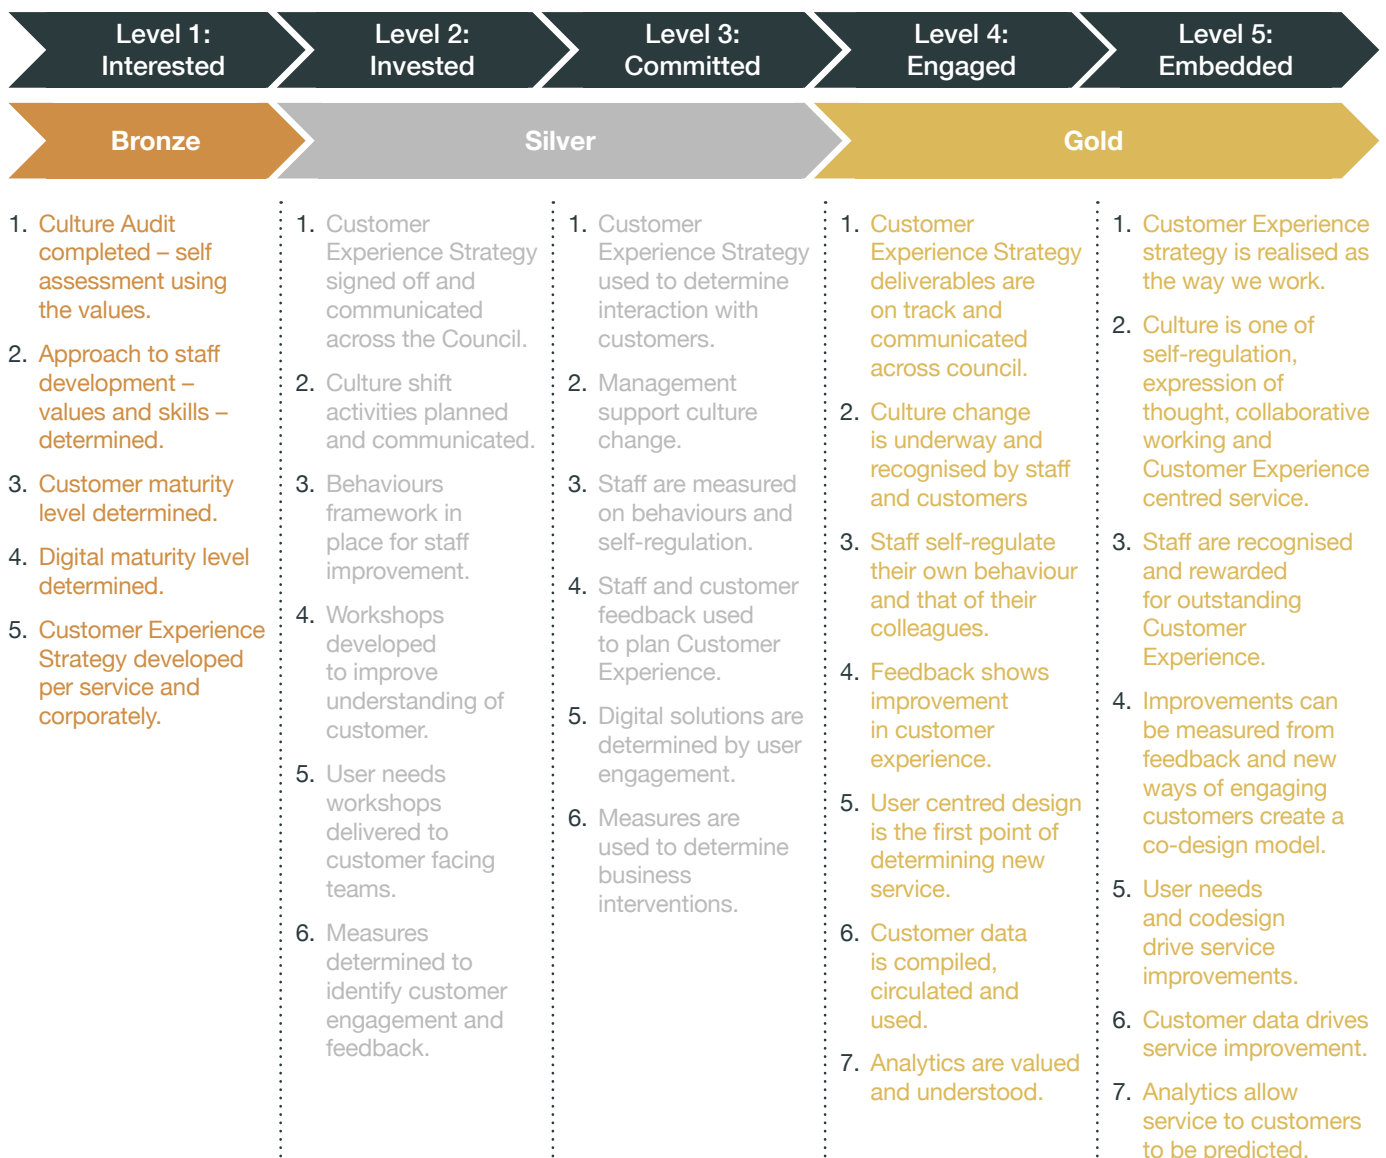 Level 1:
Interested
Level 2:
Invested
Level 3:
Committed
Level 4:
Engaged
Level 5:
Embedded
Bronze
Silver
Gold
1. Culture Audit
completed – self
assessment using
the values.
2. Approach to staff
development –
values and skills –
determined.
3. Customer maturity
level determined.
4. Digital maturity level
determined.
5. Customer Experience
Strategy developed
per service and
corporately.
1. Customer
Experience Strategy
signed off and
communicated
across the Council.
2. Culture shift
activities planned
and communicated.
3. Behaviours
framework in
place for staff
improvement.
4. Workshops
developed
to improve
understanding of
customer.
5. User needs
workshops
delivered to
customer facing
teams.
6. Measures
determined to
identify customer
engagement and
feedback.
1. Customer
Experience Strategy
used to determine
interaction with
customers.
2. Management
support culture
change.
3. Staff are measured
on behaviours and
self-regulation.
4. Staff and customer
feedback used
to plan Customer
Experience.
5. Digital solutions are
determined by user
engagement.
6. Measures are
used to determine
business
interventions.
1. Customer
Experience Strategy
deliverables are
on track and
communicated
across council.
2. Culture change
is underway and
recognised by staff
and customers
3. Staff self-regulate
their own behaviour
and that of their
colleagues.
4. Feedback shows
improvement
in customer
experience.
5. User centred design
is the first point of
determining new
service.
6. Customer data
is compiled,
circulated and
used.
7. Analytics are valued
and understood.
1. Customer Experience
strategy is realised as
the way we work.
2. Culture is one of
self-regulation,
expression of
thought, collaborative
working and
Customer Experience
centred service.
3. Staff are recognised
and rewarded
for outstanding
Customer
Experience.
4. Improvements can
be measured from
feedback and new
ways of engaging
customers create a
co-design model.
5. User needs
and codesign
drive service
improvements.
6. Customer data drives
service improvement.
7. Analytics allow
service to customers
to be predicted.